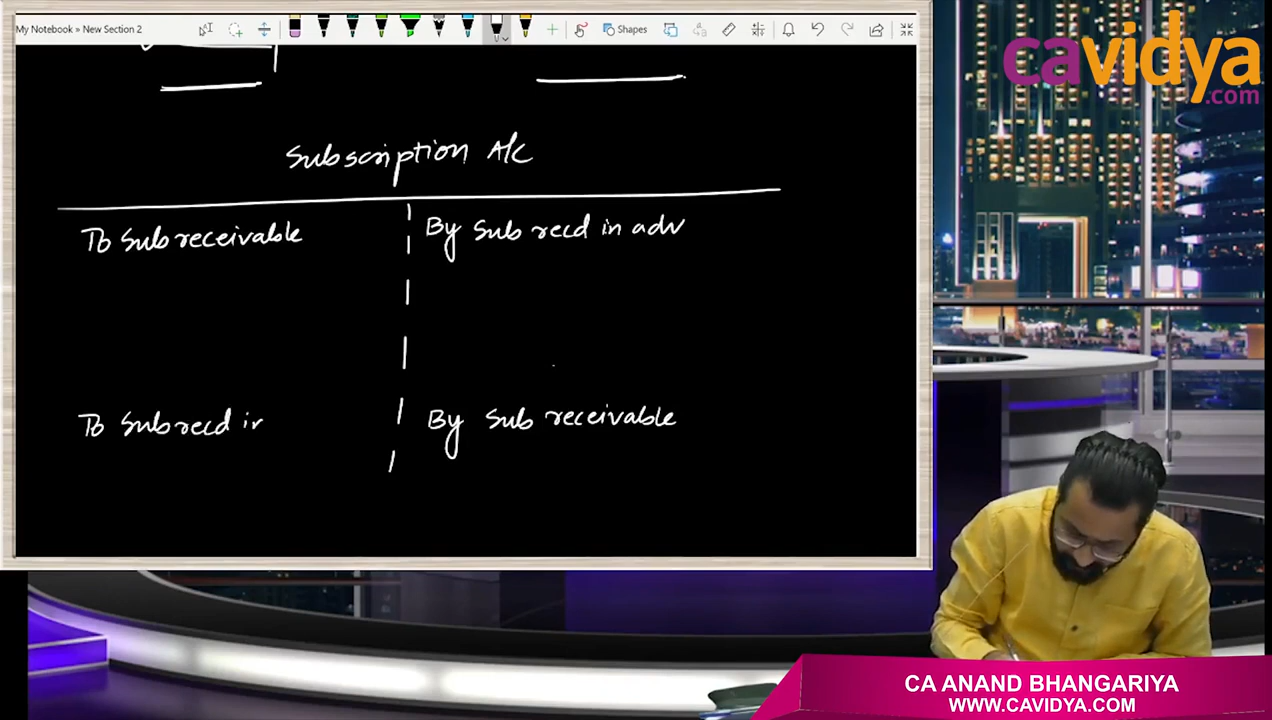 My Notebook » New Section 2
Shapes
cavidya
.com
Subscription A/c
To Sub receivable
By Sub recd in adv
To Sub recd in
By Sub receivable
CA ANAND BHANGARIYA
WWW.CAVIDYA.COM